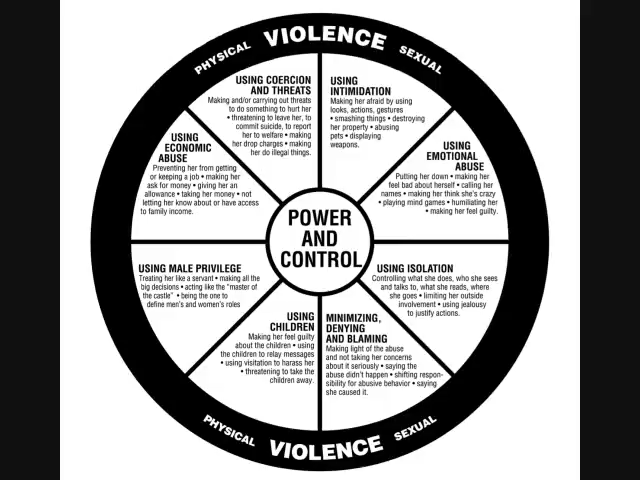 PHYSICAL VIOLENCE SEXUAL
USING COERCION
AND THREATS
Making and/or carrying out threats
to do something to hurt her
• threatening to leave her, to
commit suicide, to report
her to welfare • making
her drop charges • making
her do illegal things.
USING
INTIMIDATION
Making her afraid by using
looks, actions, gestures
• smashing things • destroying
her property • abusing
pets • displaying
weapons.
USING
ECONOMIC
ABUSE
Preventing her from getting
or keeping a job • making her
ask for money • giving her an
allowance • taking her money • not
letting her know about or have access
to family income.
USING
EMOTIONAL
ABUSE
Putting her down • making her
feel bad about herself • calling her
names • making her think she's crazy
• playing mind games • humiliating her
• making her feel guilty.
POWER
AND
CONTROL
USING MALE PRIVILEGE
Treating her like a servant • making all the
big decisions • acting like the "master of
the castle" • being the one to
define men's and women's roles
USING ISOLATION
Controlling what she does, who she sees
and talks to, what she reads, where
she goes • limiting her outside
involvement • using jealousy
to justify actions.
USING
CHILDREN
Making her feel guilty
about the children • using
the children to relay messages
• using visitation to harass her
• threatening to take the
children away.
MINIMIZING,
DENYING
AND BLAMING
Making light of the abuse
and not taking her concerns
about it seriously • saying the
abuse didn't happen • shifting respon-
sibility for abusive behavior • saying
she caused it.
PHYSICAL VIOLENCE SEXUAL